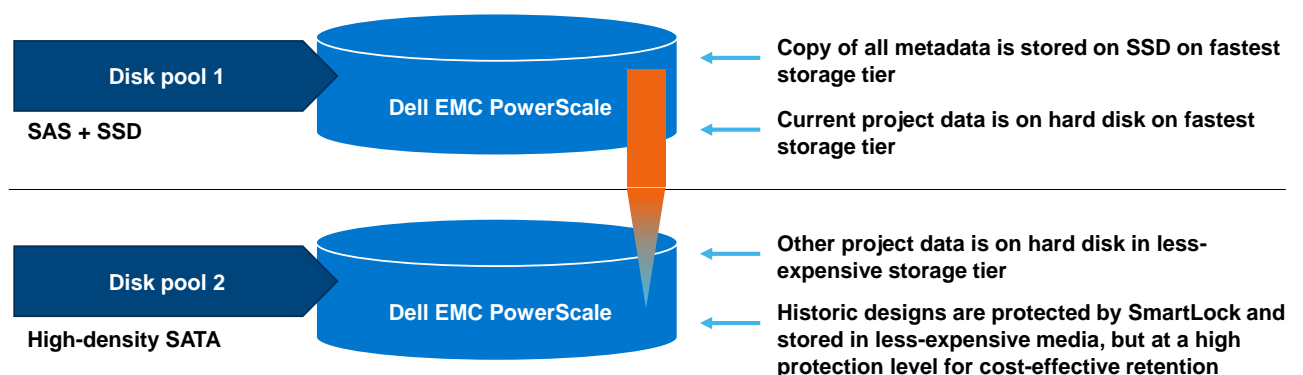 Disk pool 1
SAS + SSD
Dell EMC PowerScale
Copy of all metadata is stored on SSD on fastest
storage tier
Current project data is on hard disk on fastest
storage tier
Disk pool 2
High-density SATA
Dell EMC PowerScale
Other project data is on hard disk in less-
expensive storage tier
Historic designs are protected by SmartLock and
stored in less-expensive media, but at a high
protection level for cost-effective retention